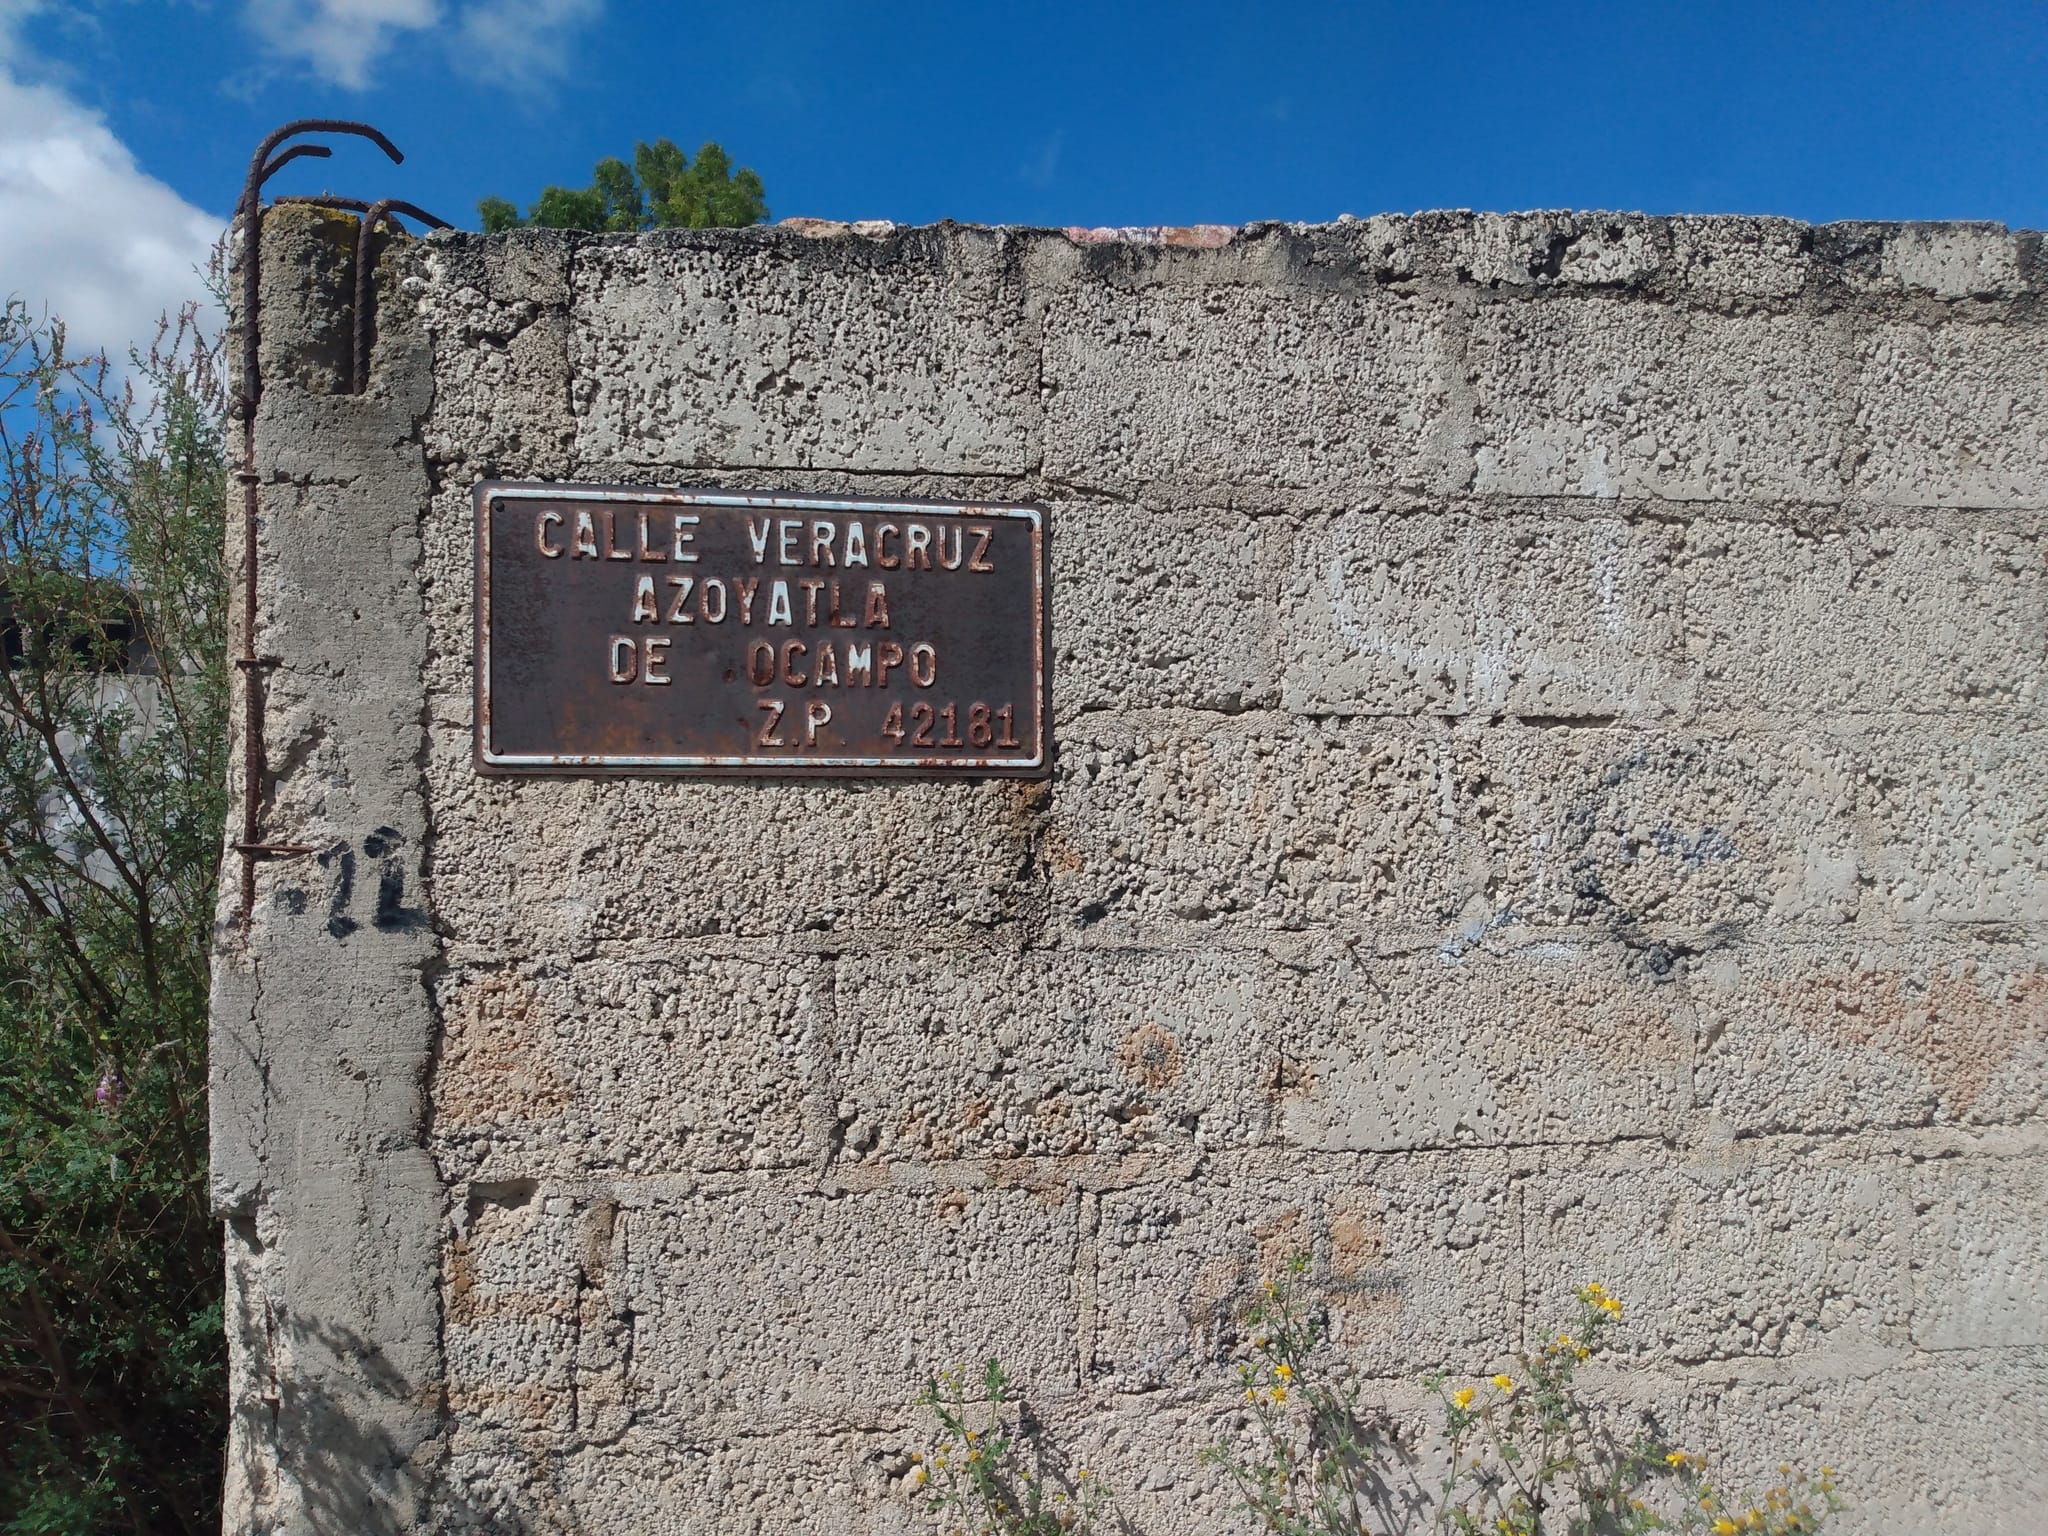 CALLE VERACRUZ
AZOYATLA
DE OCAMPO
Z.P. 42181